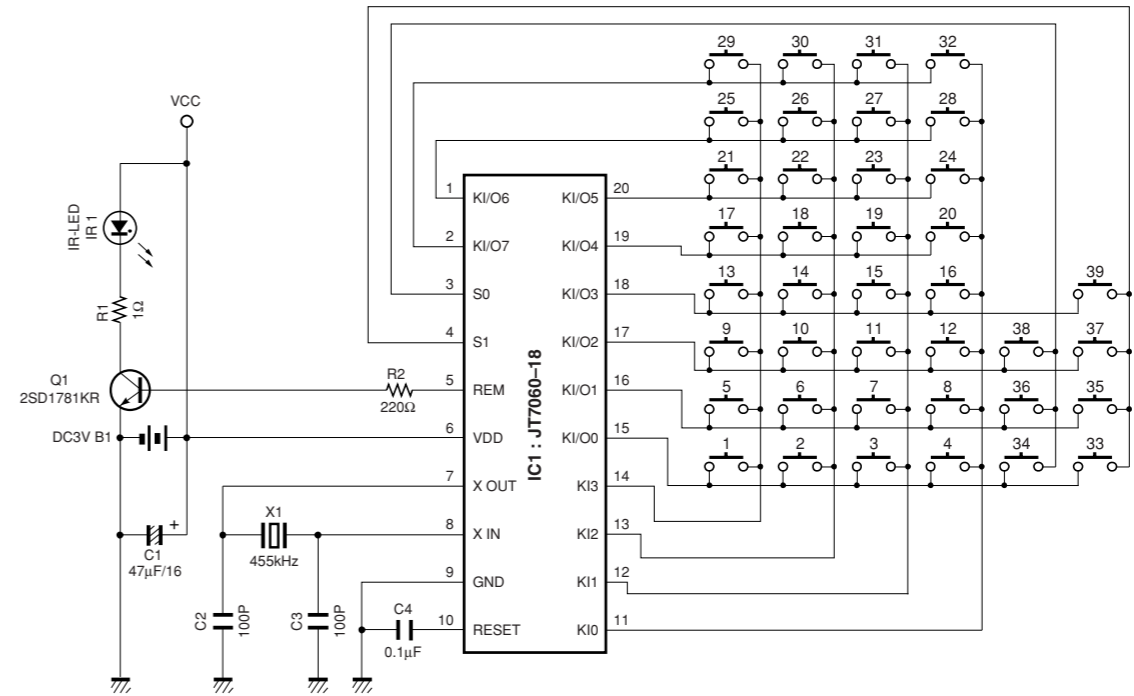 29 30 31 32
VCC
25 26 27 28
21 22 23 24
1 KI/O6
KI/O5 20
IR-LED
IR 1
17 18 19 20
2 KI/O7
KI/O4 19
13 14 15 16 39
3 S0
KI/O3 18
R1
1Ω
9 10 11 12 38 37
4 S1
KI/O2 17
Q1
2SD1781KR
R2
220Ω
5 REM
KI/O1 16
5 6 7 8 36 35
DC3V B1
6 VDD
KI/O0 15
1 2 3 4 34 33
IC1 : JT7060–18
7 X OUT
KI3 14
X1
455kHz
8 X IN
KI2 13
+
C1
47µF/16
9 GND
KI1 12
C2
100P
C3
100P
C4
0.1µF
10 RESET
KI0 11